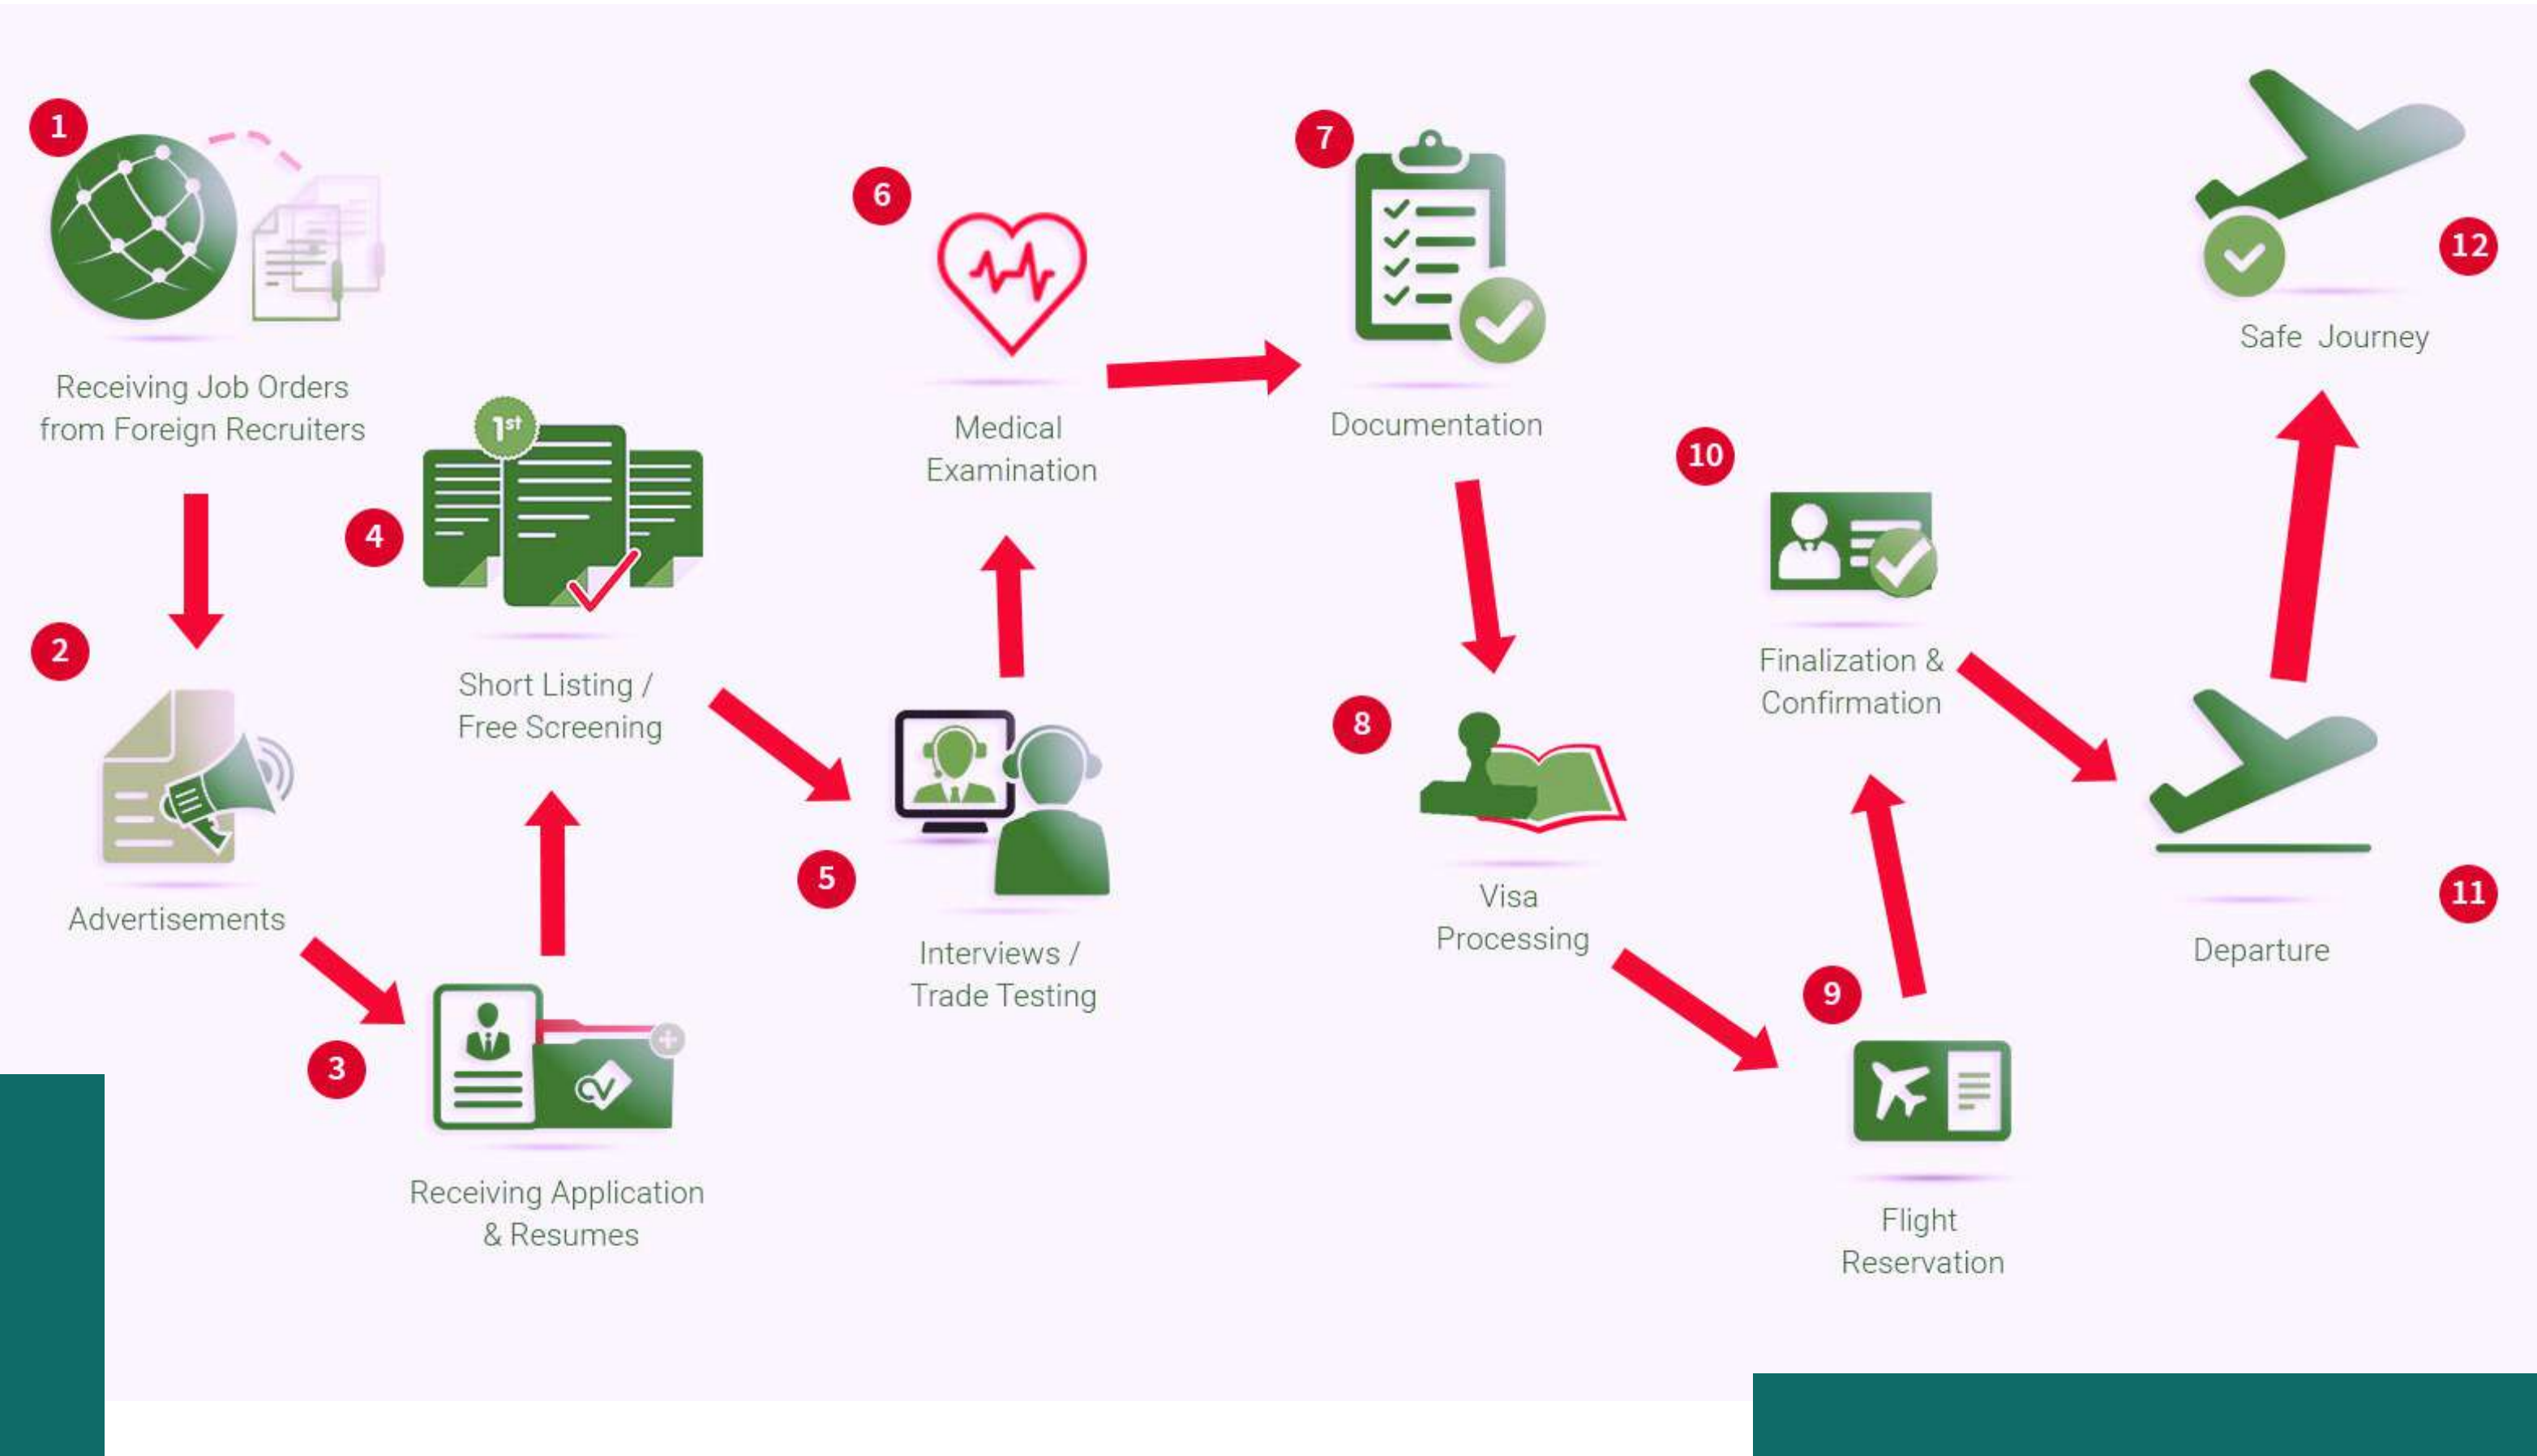 1
Receiving Job Orders
from Foreign Recruiters
2
Advertisements
3
CV
Receiving Application
& Resumes
4
1st
Short Listing /
Free Screening
5
Interviews /
Trade Testing
6
Medical
Examination
7
Documentation
8
Visa
Processing
9
Flight
Reservation
10
Finalization &
Confirmation
11
Departure
12
Safe Journey